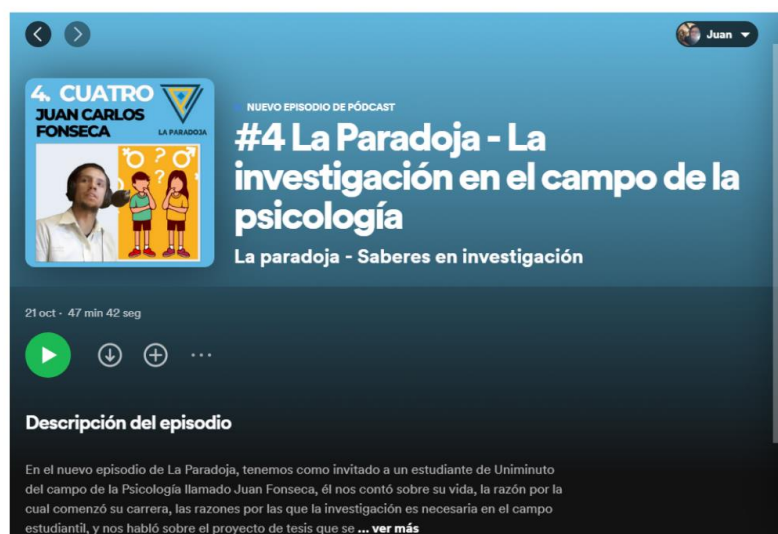 Juan
4. CUATRO
JUAN CARLOS
FONSECA
LA PARADOJA
NUEVO EPISODIO DE PÓDCAST
#4 La Paradoja - La
investigación en el campo de la
psicología
La paradoja - Saberes en investigación
21 oct · 47 min 42 seg
Descripción del episodio
En el nuevo episodio de La Paradoja, tenemos como invitado a un estudiante de Uniminuto
del campo de la Psicología llamado Juan Fonseca, él nos contó sobre su vida, la razón por la
cual comenzó su carrera, las razones por las que la investigación es necesaria en el campo
estudiantil, y nos habló sobre el proyecto de tesis que se ... ver más